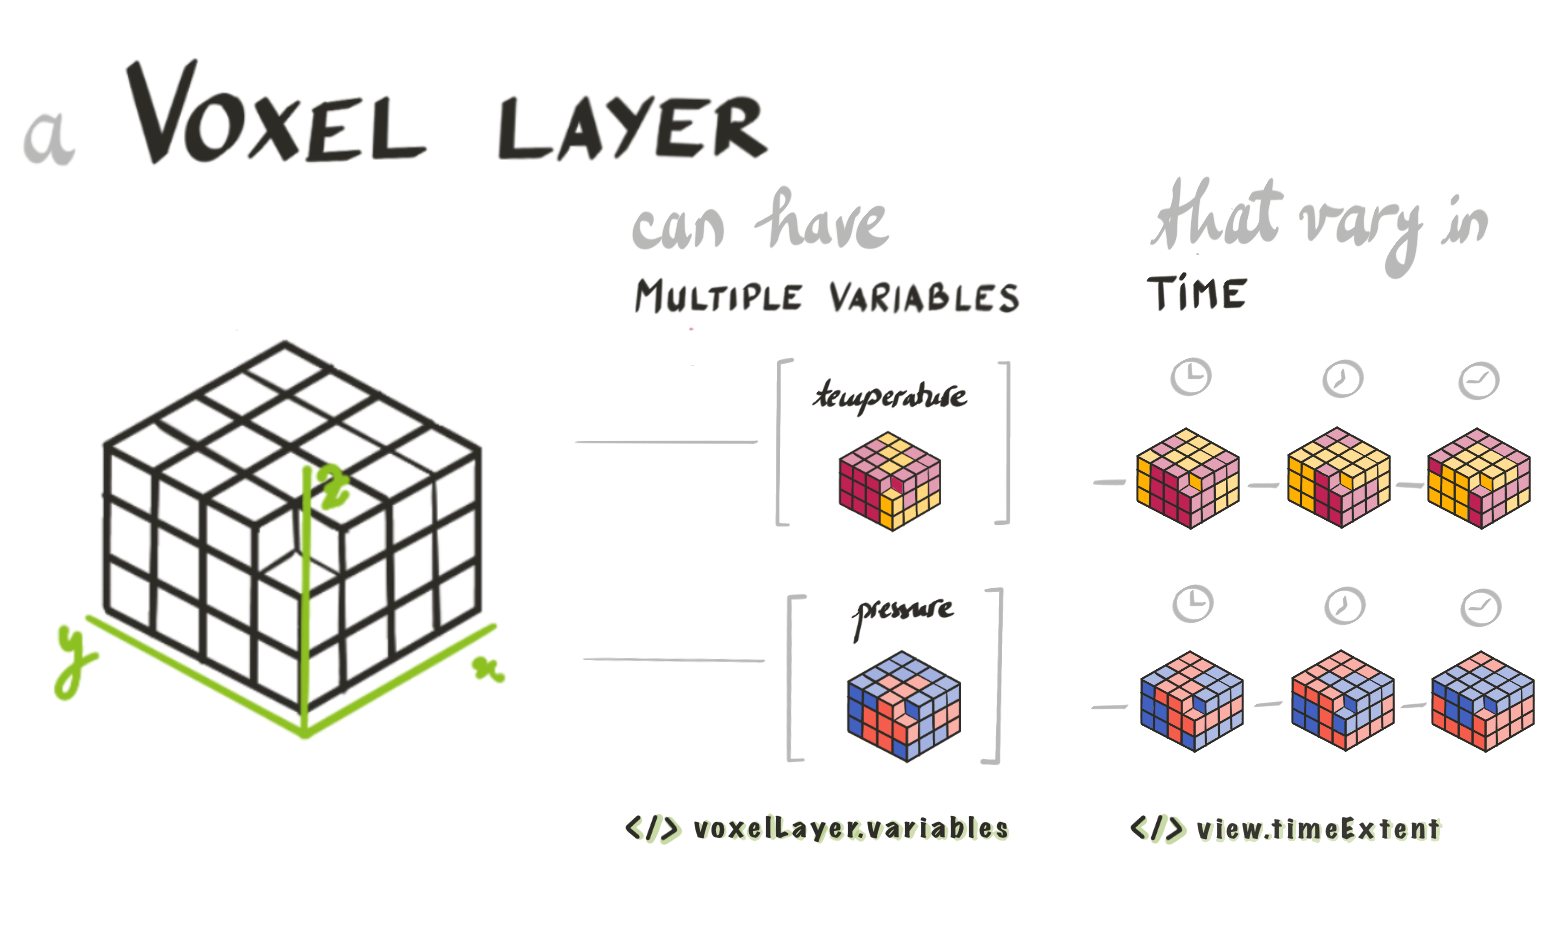 a VOXEL LAYER
can have
MULTIPLE VARIABLES
that vary in
TiME
temperature
pressure
z
y
x
</> voxelLayer.variables
</> view.timeExtent